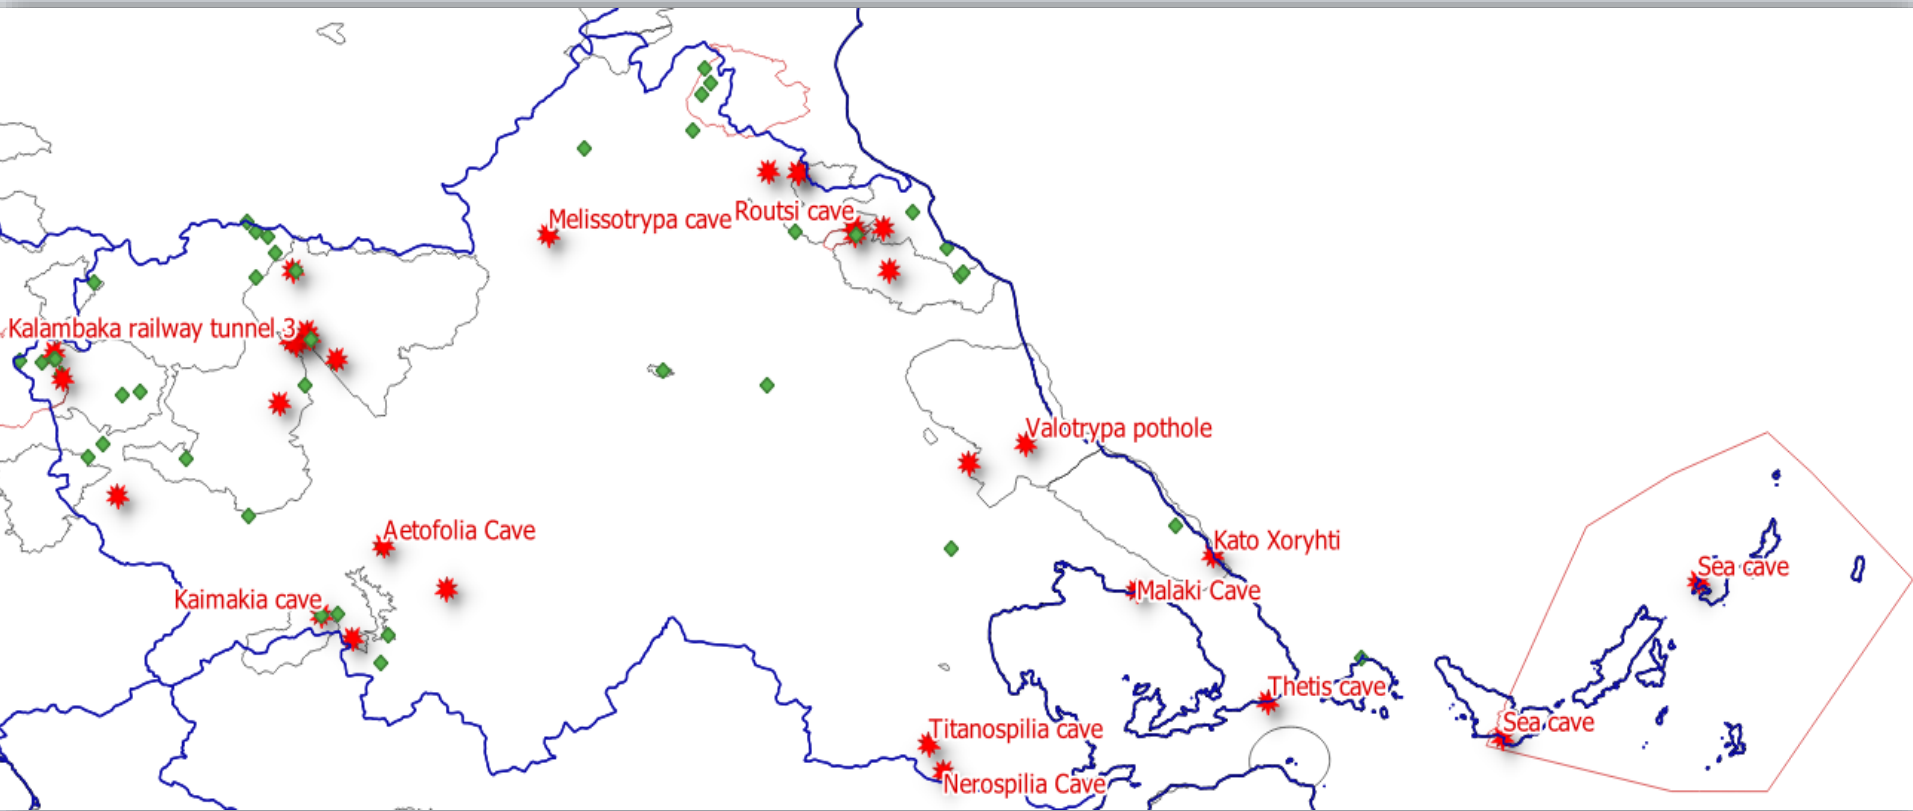 Routsi cave
Melissotrypa cave
Kalambaka railway tunnel 3
Valotrypa pothole
Aetofolia Cave
Kato Xoryhti
Sea cave
Malaki Cave
Kaimakia cave
Thetis cave
Sea cave
Titanospilia cave
Nerospilia Cave